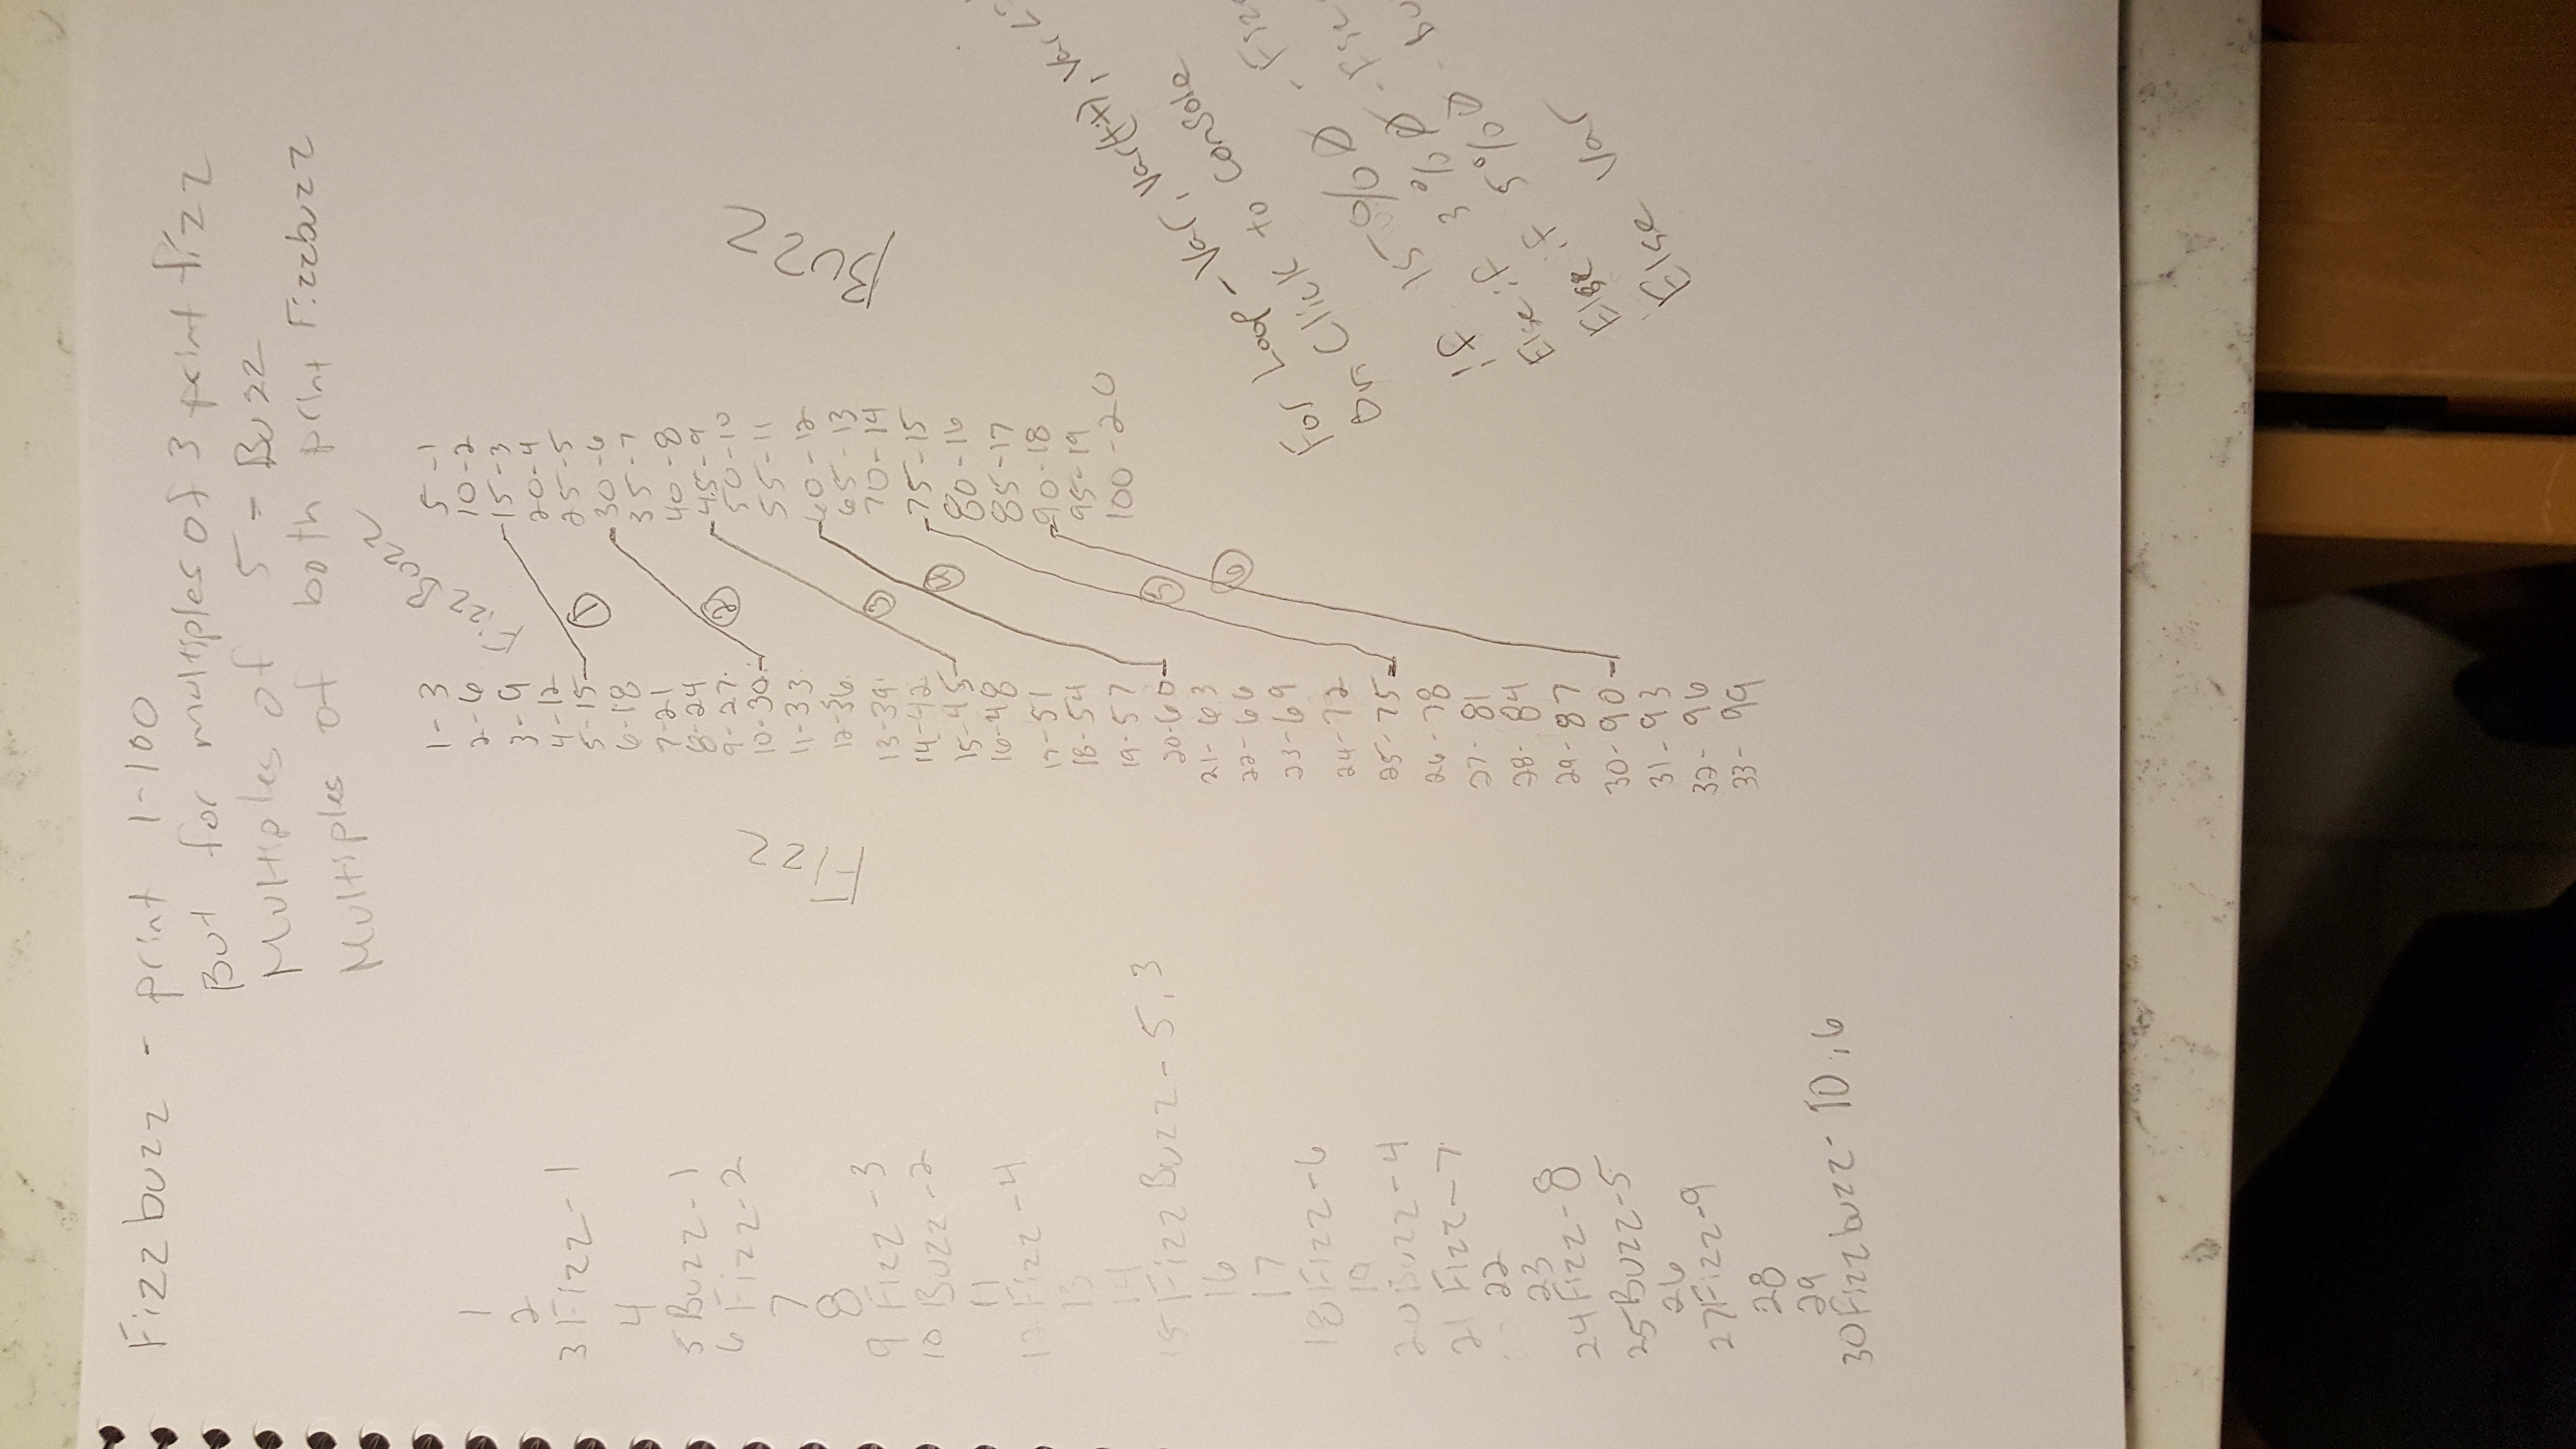 Fizzbuzz - print 1-100
But for multiples of 3 print fizz
Multiples of 5 - Buzz
Multiples of both print Fizzbuzz
1
2
3 Fizz-1
4
5 Buzz-1
6 Fizz-2
7
8
9 Fizz-3
10 Buzz-2
11
12 Fizz-4
13
14
15 Fizz Buzz-5,3
16
17
18 Fizz-6
19
20 Buzz-4
21 Fizz-7
22
23
24 Fizz-8
25 Buzz-5
26
27 Fizz-9
28
29
30 Fizzbuzz-10,6
Fizz
1-3
2-6
3-9
4-12
5-15
6-18
7-21
8-24
9-27
10-30
11-33
12-36
13-39
14-42
15-45
16-48
17-51
18-54
19-57
20-60
21-63
22-66
23-69
24-72
25-75
26-78
27-81
28-84
29-87
30-90
31-93
32-96
33-99
Fizz Buzz
1
2
3
4
5
6
5-1
10-2
15-3
20-4
25-5
30-6
35-7
40-8
45-9
50-10
55-11
60-12
65-13
70-14
75-15
80-16
85-17
90-18
95-19
100-20
Buzz
For Loop-Var, Var(++), Var<
On Click to console
if 15%0 - Fiz
Else if 3%0 - Fiz
Else if 5%0 - Bu
Else Var